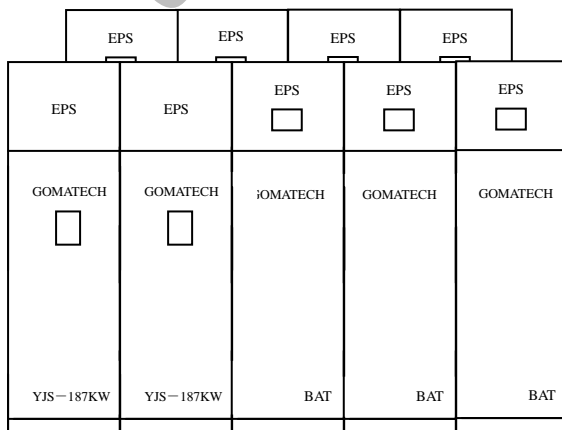 EPS EPS EPS EPS
EPS EPS EPS EPS EPS
GOMATECH GOMATECH GOMATECH GOMATECH GOMATECH
YJS－187KW YJS－187KW BAT BAT BAT